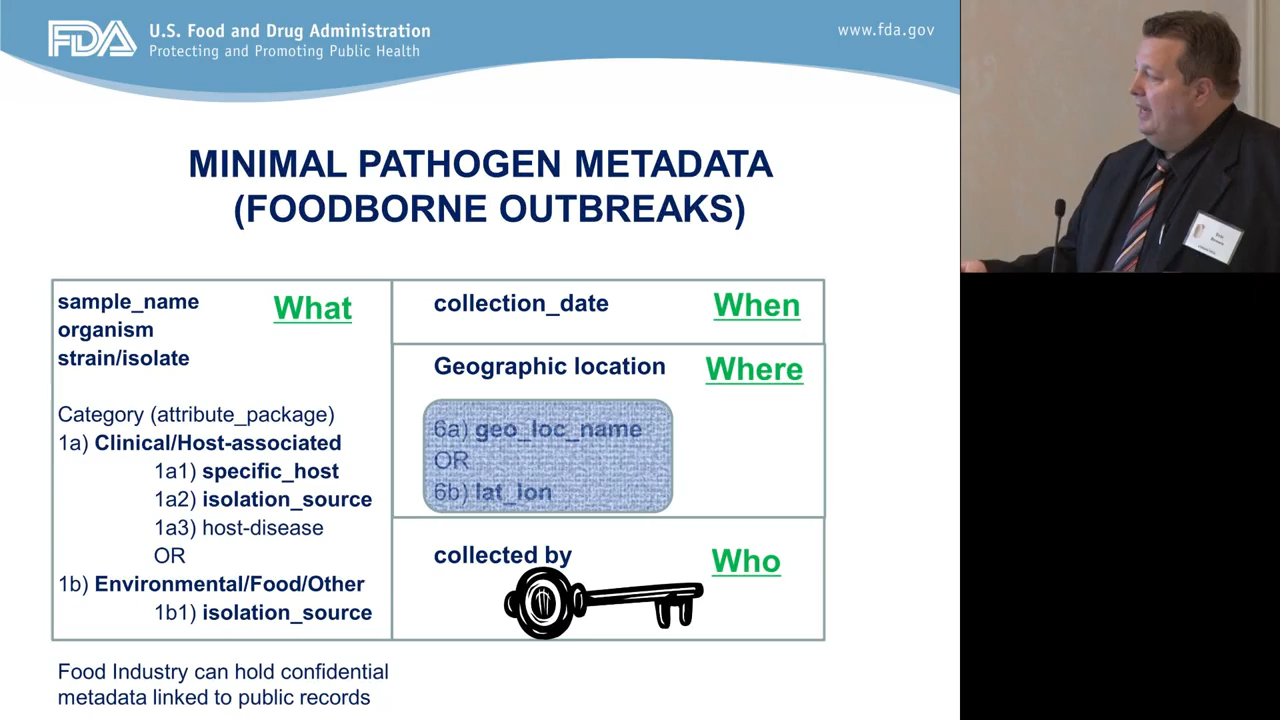 FDA
U.S. Food and Drug Administration
Protecting and Promoting Public Health
www.fda.gov
MINIMAL PATHOGEN METADATA
(FOODBORNE OUTBREAKS)
sample_name
What
organism
strain/isolate
Category (attribute_package)
1a) Clinical/Host-associated
1a1) specific_host
1a2) isolation_source
1a3) host-disease
OR
1b) Environmental/Food/Other
1b1) isolation_source
collection_date
When
Geographic location
Where
6a) geo_loc_name
OR
6b) lat_lon
collected by
Who
Food Industry can hold confidential
metadata linked to public records